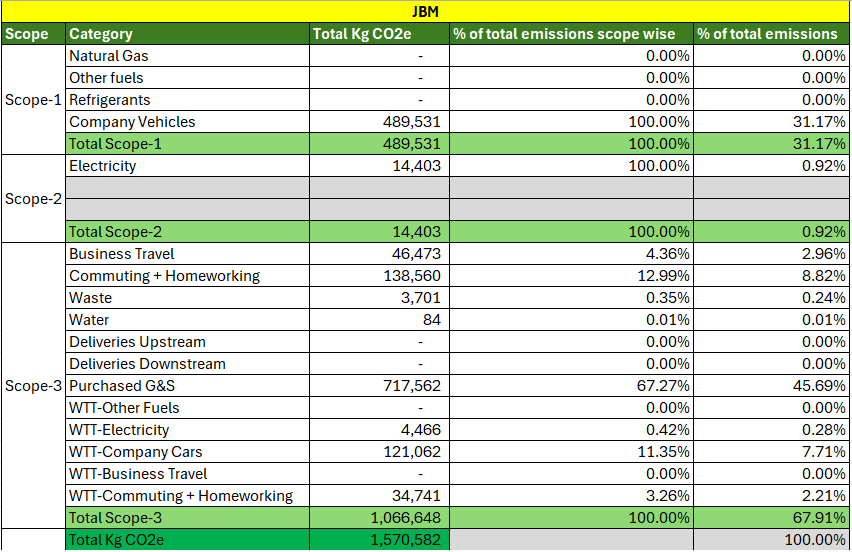 JBM
Scope Category Total Kg CO2e % of total emissions scope wise % of total emissions
Natural Gas - 0.00% 0.00%
Other fuels - 0.00% 0.00%
Scope-1 Refrigerants - 0.00% 0.00%
Company Vehicles 489,531 100.00% 31.17%
Total Scope-1 489,531 100.00% 31.17%
Electricity 14,403 100.00% 0.92%
Scope-2
Total Scope-2 14,403 100.00% 0.92%
Business Travel 46,473 4.36% 2.96%
Commuting + Homeworking 138,560 12.99% 8.82%
Waste 3,701 0.35% 0.24%
Water 84 0.01% 0.01%
Deliveries Upstream - 0.00% 0.00%
Deliveries Downstream - 0.00% 0.00%
Scope-3 Purchased G&S 717,562 67.27% 45.69%
WTT-Other Fuels - 0.00% 0.00%
WTT-Electricity 4,466 0.42% 0.28%
WTT-Company Cars 121,062 11.35% 7.71%
WTT-Business Travel - 0.00% 0.00%
WTT-Commuting + Homeworking 34,741 3.26% 2.21%
Total Scope-3 1,066,648 100.00% 67.91%
Total Kg CO2e 1,570,582 100.00%